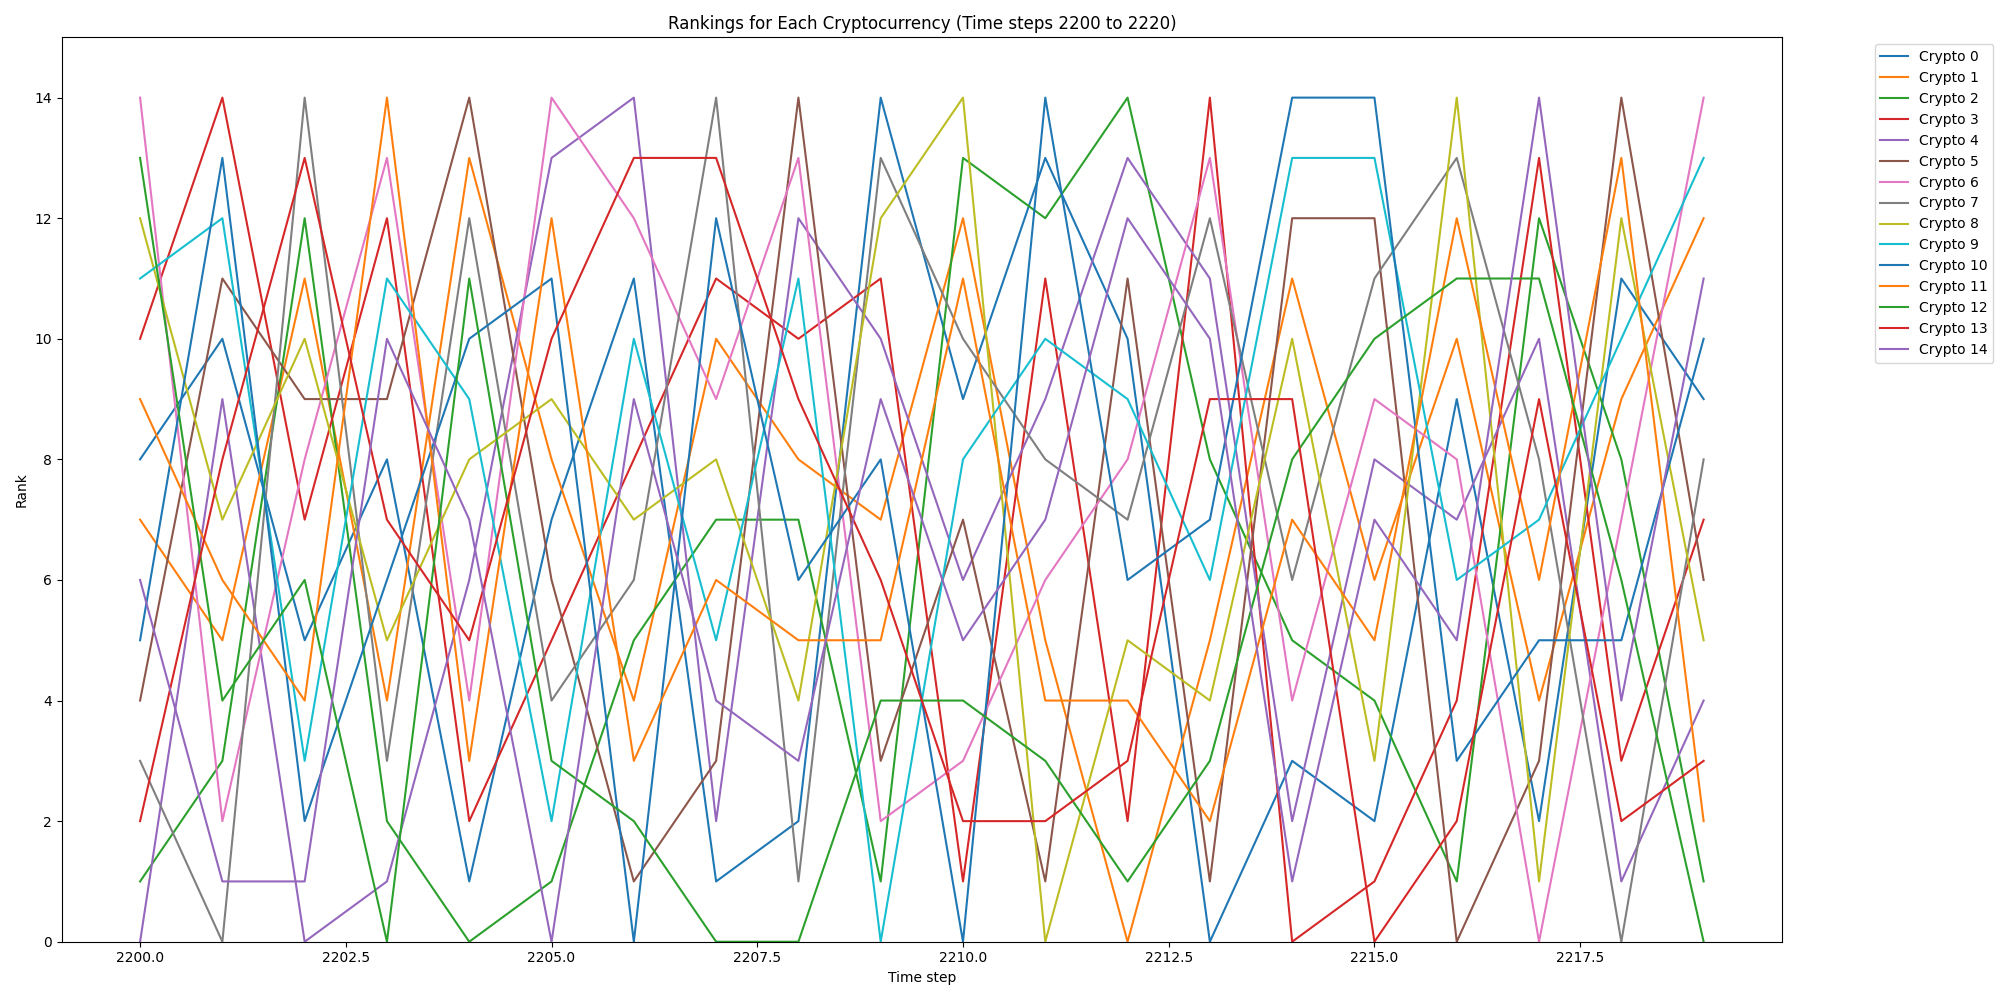 Rankings for Each Cryptocurrency (Time steps 2200 to 2220)
Rank
14
12
10
8
6
4
2
0
2200.0 2202.5 2205.0 2207.5 2210.0 2212.5 2215.0 2217.5
Time step
Crypto 0
Crypto 1
Crypto 2
Crypto 3
Crypto 4
Crypto 5
Crypto 6
Crypto 7
Crypto 8
Crypto 9
Crypto 10
Crypto 11
Crypto 12
Crypto 13
Crypto 14